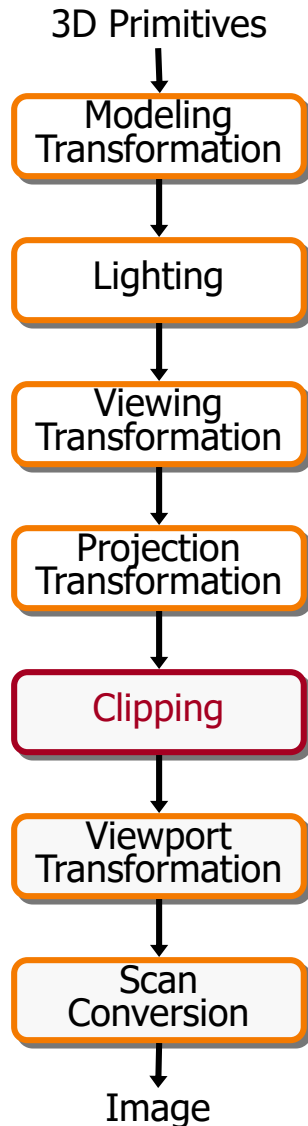 3D Primitives
Modeling
Transformation
Lighting
Viewing
Transformation
Projection
Transformation
Clipping
Viewport
Transformation
Scan
Conversion
Image